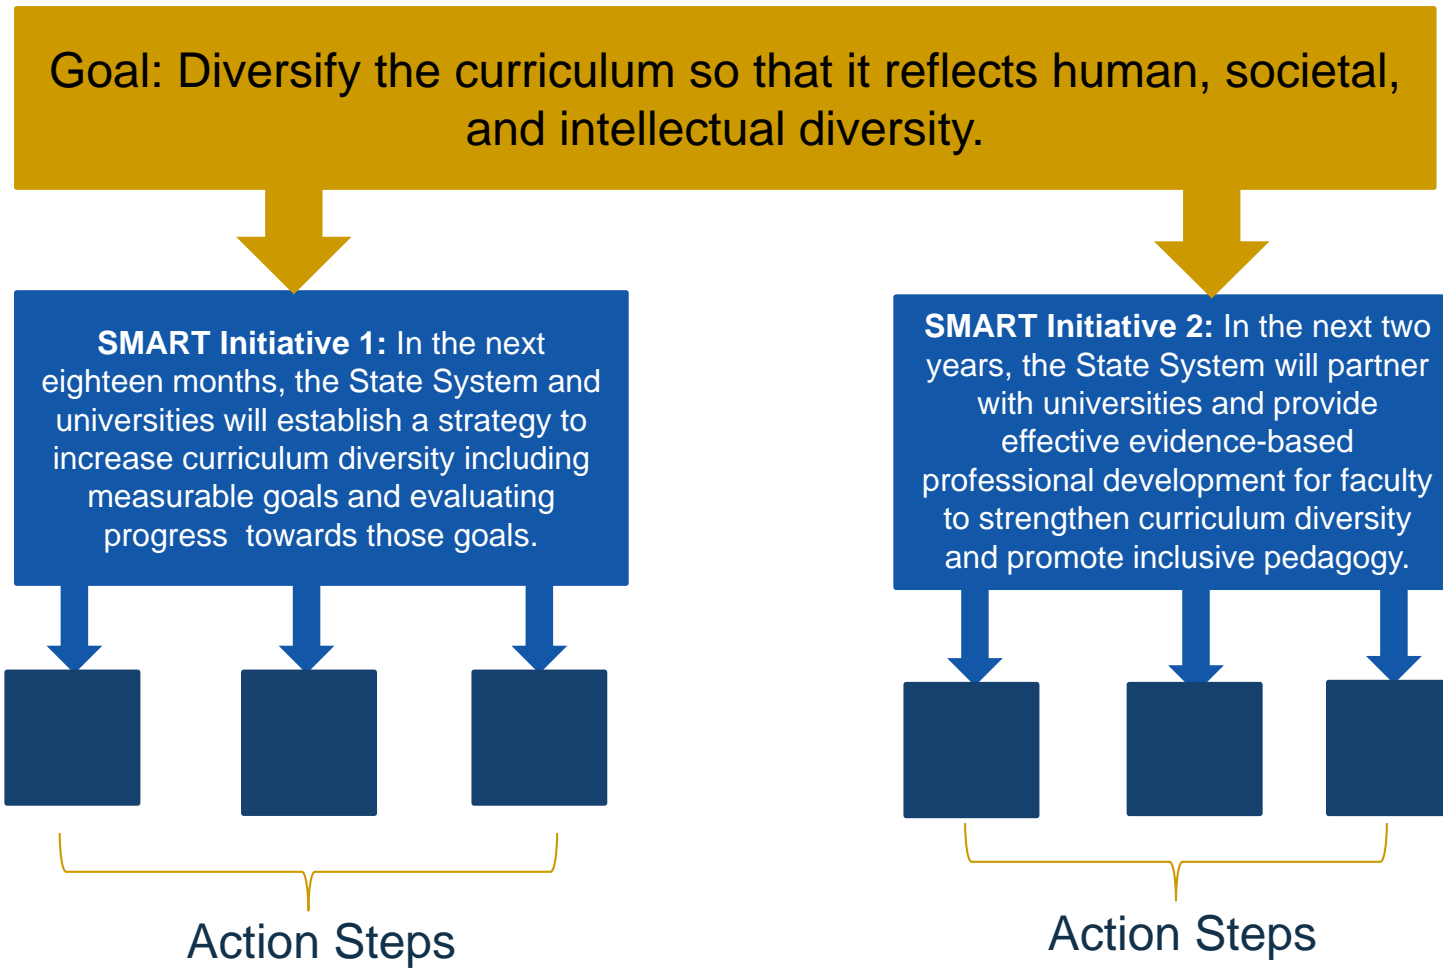 Goal: Diversify the curriculum so that it reflects human, societal,
and intellectual diversity.
SMART Initiative 1: In the next
eighteen months, the State System and
universities will establish a strategy to
increase curriculum diversity including
measurable goals and evaluating
progress  towards those goals.
SMART Initiative 2: In the next two
years, the State System will partner
with universities and provide
effective evidence-based
professional development for faculty
to strengthen curriculum diversity
and promote inclusive pedagogy.
Action Steps
Action Steps